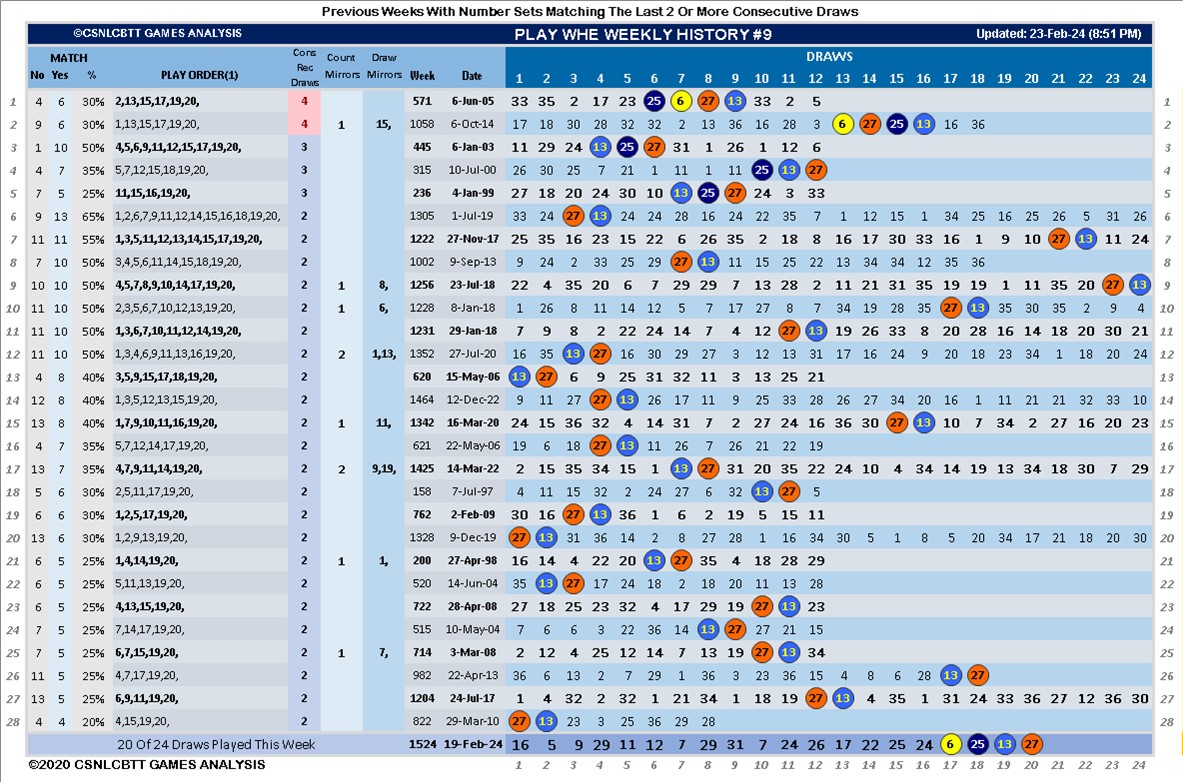 Previous Weeks With Number Sets Matching The Last 2 Or More Consecutive Draws
©CSNLCBTT GAMES ANALYSIS PLAY WHE WEEKLY HISTORY #9 Updated: 23-Feb-24 (8:51 PM)
MATCH Cons Rec Draws Count Mirrors Draw Mirrors DRAWS
No Yes % PLAY ORDER(1) Week Date 1 2 3 4 5 6 7 8 9 10 11 12 13 14 15 16 17 18 19 20 21 22 23 24
1 4 6 30% 2,13,15,17,19,20, 4 571 6-Jun-05 33 35 2 17 23 25 6 27 13 33 2 5 1
2 9 6 30% 1,13,15,17,19,20, 4 1 15, 1058 6-Oct-14 17 18 30 28 32 32 2 13 36 16 28 3 6 27 25 13 16 36 2
3 1 10 50% 4,5,6,9,11,12,15,17,19,20, 3 445 6-Jan-03 11 29 24 13 25 27 31 1 26 1 12 6 3
4 4 7 35% 5,7,12,15,18,19,20, 3 315 10-Jul-00 26 30 25 7 21 1 11 1 11 25 13 27 4
5 7 5 25% 11,15,16,19,20, 3 236 4-Jan-99 27 18 20 24 30 10 13 25 27 24 3 33 5
6 9 13 65% 1,2,6,7,9,11,12,14,15,16,18,19,20, 2 1305 1-Jul-19 33 24 27 13 24 24 28 16 24 22 35 7 1 12 15 1 34 25 16 25 26 5 31 26 6
7 11 11 55% 1,3,5,11,12,13,14,15,17,19,20, 2 1222 27-Nov-17 25 35 16 23 15 22 6 26 35 2 18 8 16 17 30 33 16 1 9 10 27 13 11 24 7
8 7 10 50% 3,4,5,6,11,14,15,18,19,20, 2 1002 9-Sep-13 9 24 2 33 25 29 27 13 11 15 25 22 13 34 34 12 35 36 8
9 10 10 50% 4,5,7,8,9,10,14,17,19,20, 2 1 8, 1256 23-Jul-18 22 4 35 20 6 7 29 29 7 13 28 2 11 21 31 35 19 19 1 11 35 20 27 13 9
10 11 10 50% 2,3,5,6,7,10,12,13,19,20, 2 1 6, 1228 8-Jan-18 1 26 8 11 14 12 5 7 17 27 8 7 34 19 28 35 27 13 35 30 35 2 9 4 10
11 11 10 50% 1,3,6,7,10,11,12,14,19,20, 2 1231 29-Jan-18 7 9 8 2 22 24 14 7 4 12 27 13 19 26 33 8 20 28 16 14 18 20 30 21 11
12 11 10 50% 1,3,4,6,9,11,13,16,19,20, 2 2 1,13, 1352 27-Jul-20 16 35 13 27 16 30 29 27 3 12 13 31 17 16 24 9 20 18 23 34 1 18 20 24 12
13 4 8 40% 3,5,9,15,17,18,19,20, 2 620 15-May-06 13 27 6 9 25 31 32 11 3 13 25 21 13
14 12 8 40% 1,3,5,12,13,15,19,20, 2 1464 12-Dec-22 9 11 27 27 13 26 17 11 9 25 33 28 26 27 34 20 16 1 11 21 21 32 33 10 14
15 13 8 40% 1,7,9,10,11,16,19,20, 2 1 11, 1342 16-Mar-20 24 15 36 32 4 14 31 7 2 27 24 16 36 30 27 13 10 7 34 2 27 16 20 23 15
16 4 7 35% 5,7,12,14,17,19,20, 2 621 22-May-06 19 6 18 27 13 11 26 7 26 21 22 19 16
17 13 7 35% 4,7,9,11,14,19,20, 2 2 9,19, 1425 14-Mar-22 2 15 35 34 15 1 13 27 31 20 35 22 24 10 4 34 14 19 13 34 18 30 7 29 17
18 5 6 30% 2,5,11,17,19,20, 2 158 7-Jul-97 4 11 15 32 2 24 27 6 32 13 27 5 18
19 6 6 30% 1,2,5,17,19,20, 2 762 2-Feb-09 30 16 27 13 36 1 6 2 19 5 15 11 19
20 13 6 30% 1,2,9,13,19,20, 2 1328 9-Dec-19 27 13 31 36 14 2 8 27 28 1 16 34 30 5 1 8 5 20 34 17 21 18 20 30 20
21 6 5 25% 1,4,14,19,20, 2 1 1, 200 27-Apr-98 16 14 4 22 20 13 27 35 4 18 28 29 21
22 6 5 25% 5,11,13,19,20, 2 520 14-Jun-04 35 13 27 17 24 18 2 18 20 11 13 28 22
23 6 5 25% 4,13,15,19,20, 2 722 28-Apr-08 27 18 25 23 32 4 17 29 19 27 13 23 23
24 7 5 25% 7,14,17,19,20, 2 515 10-May-04 7 6 6 3 22 36 14 13 27 27 21 15 24
25 7 5 25% 6,7,15,19,20, 2 1 7, 714 3-Mar-08 2 12 4 25 12 14 7 13 19 27 13 34 25
26 11 5 25% 4,7,17,19,20, 2 982 22-Apr-13 36 6 13 2 7 29 1 36 3 23 36 15 14 8 6 28 13 27 26
27 13 5 25% 6,9,11,19,20, 2 1204 24-Jul-17 1 4 32 2 32 1 21 34 1 18 19 27 13 4 35 1 31 24 33 36 27 12 36 30 27
28 4 4 20% 4,15,19,20, 2 822 29-Mar-10 27 13 23 3 25 36 29 28 28
20 Of 24 Draws Played This Week 1524 19-Feb-24 16 5 9 29 11 12 7 29 31 7 24 26 17 22 25 24 6 25 13 27
©2020 CSNLCBTT GAMES ANALYSIS 1 2 3 4 5 6 7 8 9 10 11 12 13 14 15 16 17 18 19 20 21 22 23 24